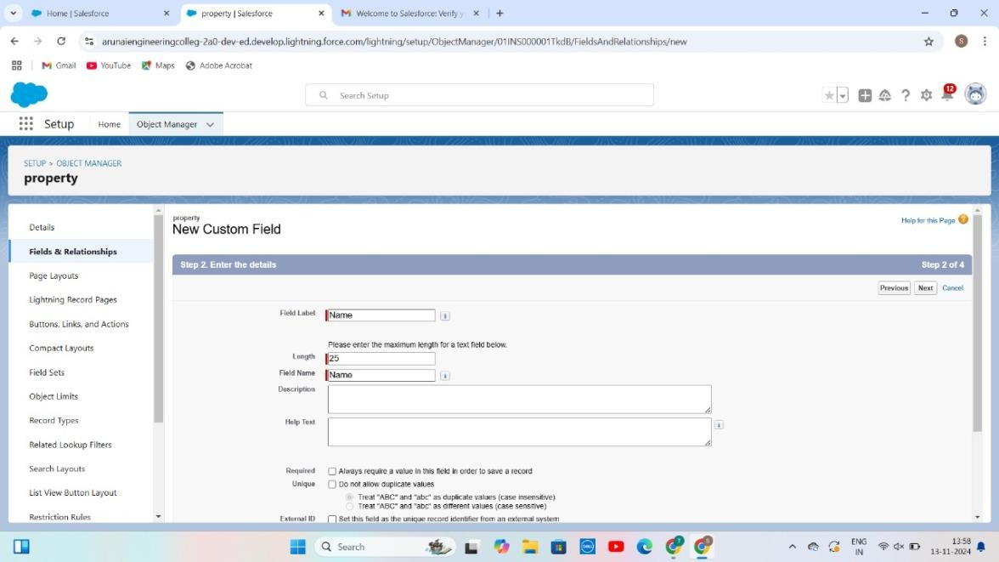 Home | Salesforce
property | Salesforce
Welcome to Salesforce: Verify y
arunaiengineeringcolleg-2a0-dev-ed.develop.lightning.force.com/lightning/setup/ObjectManager/01INS000001TkdB/FieldsAndRelationships/new
S
Gmail
YouTube
Maps
Adobe Acrobat
Search Setup
12
Setup
Home
Object Manager
SETUP > OBJECT MANAGER
property
Details
Fields & Relationships
Page Layouts
Lightning Record Pages
Buttons, Links, and Actions
Compact Layouts
Field Sets
Object Limits
Record Types
Related Lookup Filters
Search Layouts
List View Button Layout
Restriction Rules
property
New Custom Field
Help for this Page
Step 2. Enter the details
Step 2 of 4
Previous
Next
Cancel
Field Label
Name
Please enter the maximum length for a text field below.
Length
25
Field Name
Name
Description
Help Text
Required
Always require a value in this field in order to save a record
Unique
Do not allow duplicate values
Treat "ABC" and "abc" as duplicate values (case insensitive)
Treat "ABC" and "abc" as different values (case sensitive)
External ID
Set this field as the unique record identifier from an external system
Search
ENG
IN
13:58
13-11-2024